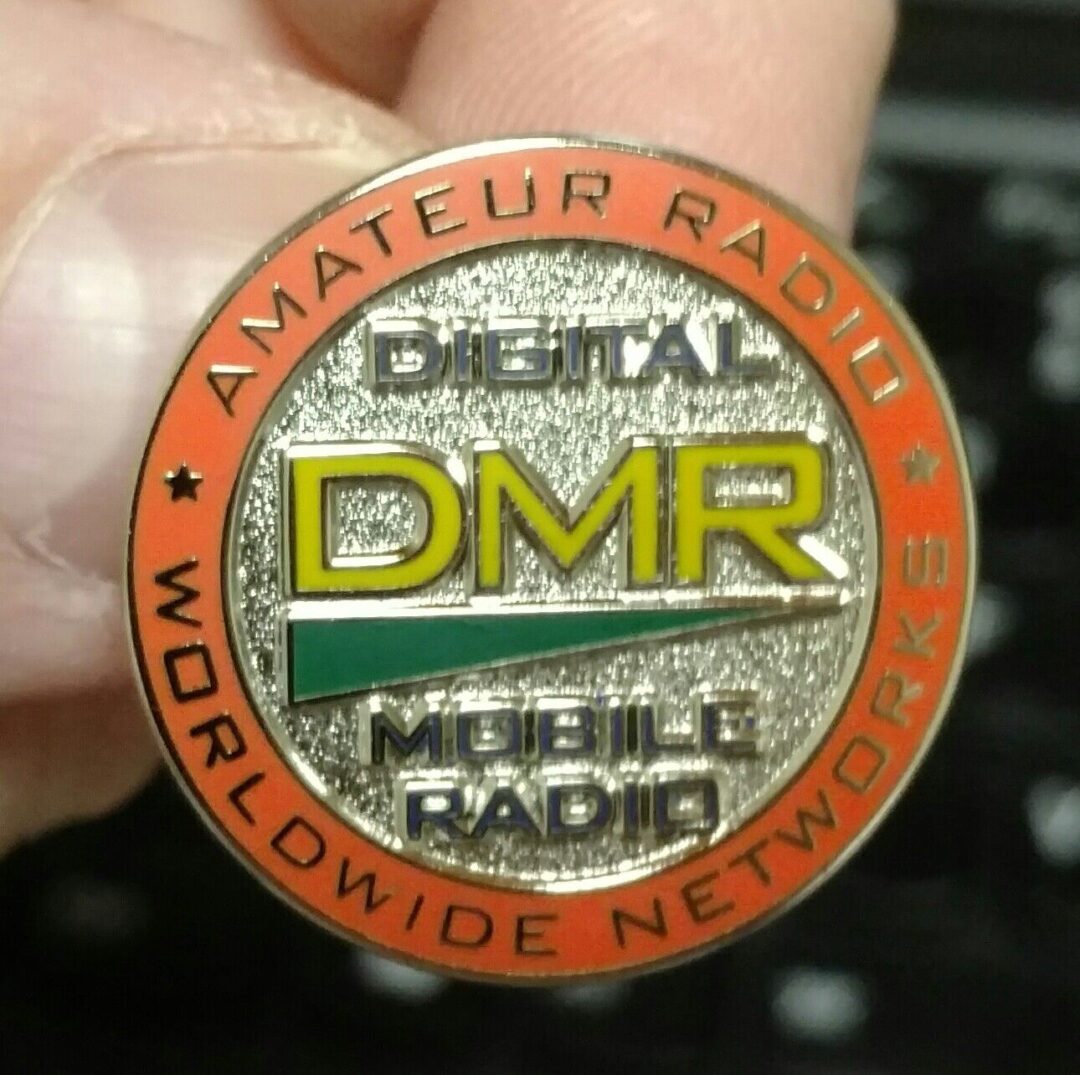 AMATEUR RADIO
DIGITAL
DMR
MOBILE
RADIO
WORLDWIDE NETWORKS